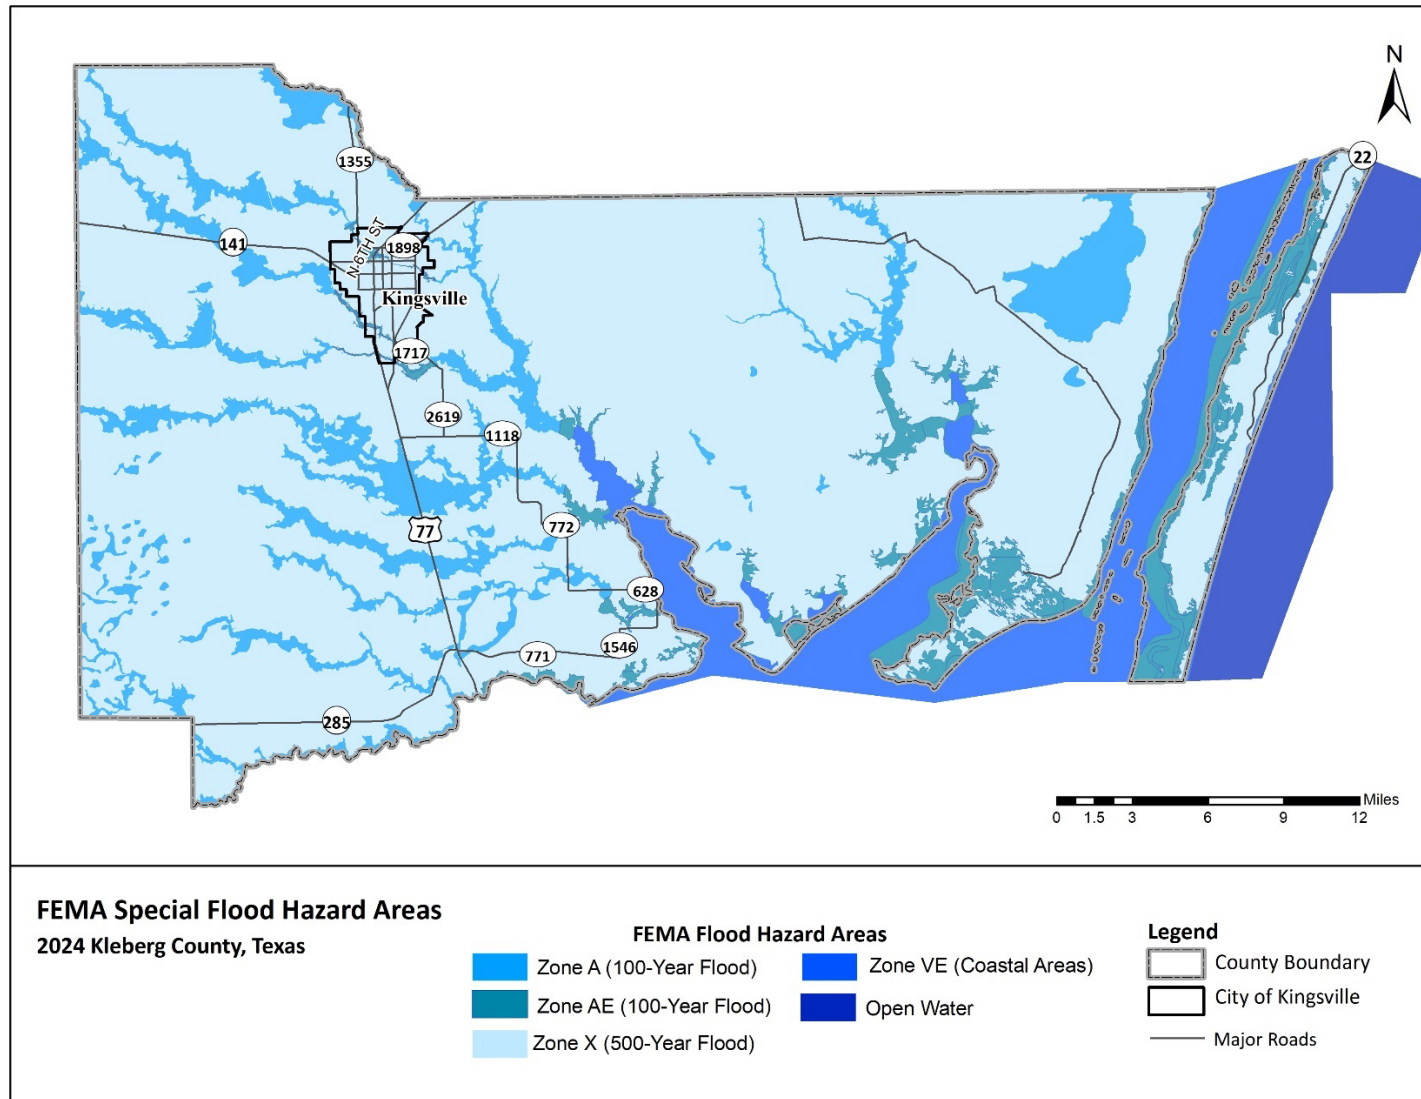 N
22
1355
141
N 6TH ST
1898
Kingsville
1717
2619
1118
77
772
628
1546
771
285
Miles
0 1.5 3 6 9 12
FEMA Special Flood Hazard Areas
2024 Kleberg County, Texas
FEMA Flood Hazard Areas
Zone A (100-Year Flood)
Zone AE (100-Year Flood)
Zone X (500-Year Flood)
Zone VE (Coastal Areas)
Open Water
Legend
County Boundary
City of Kingsville
Major Roads